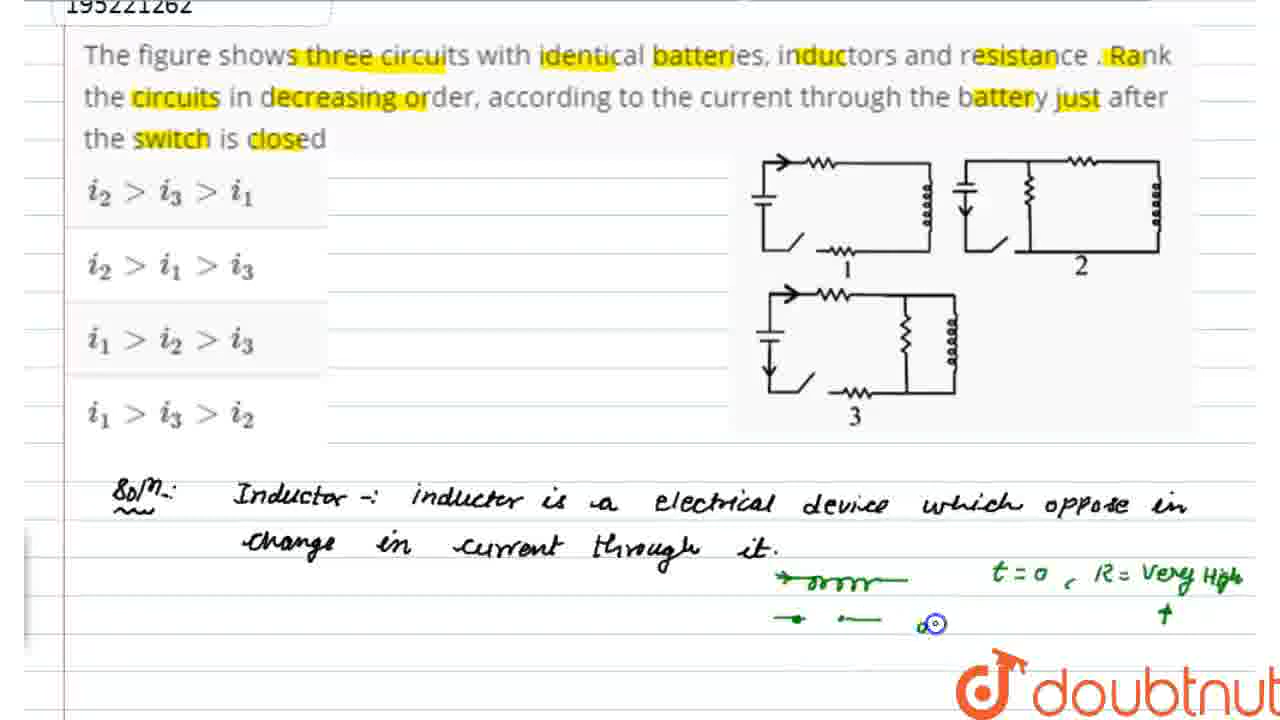 195221262
The figure shows three circuits with identical batteries, inductors and resistance . Rank
the circuits in decreasing order, according to the current through the battery just after
the switch is closed
i₂ > i₃ > i₁
i₂ > i₁ > i₃
i₁ > i₂ > i₃
i₁ > i₃ > i₂
1
2
3
Solⁿ:
Inductor -: inductor is a electrical device which oppose in
change in current through it.
t = 0 , R = Very High
doubtnut